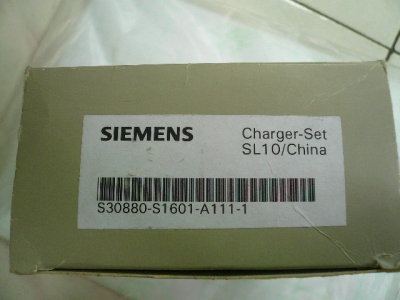 SIEMENS
Charger-Set
SL10/China
S30880-S1601-A111-1